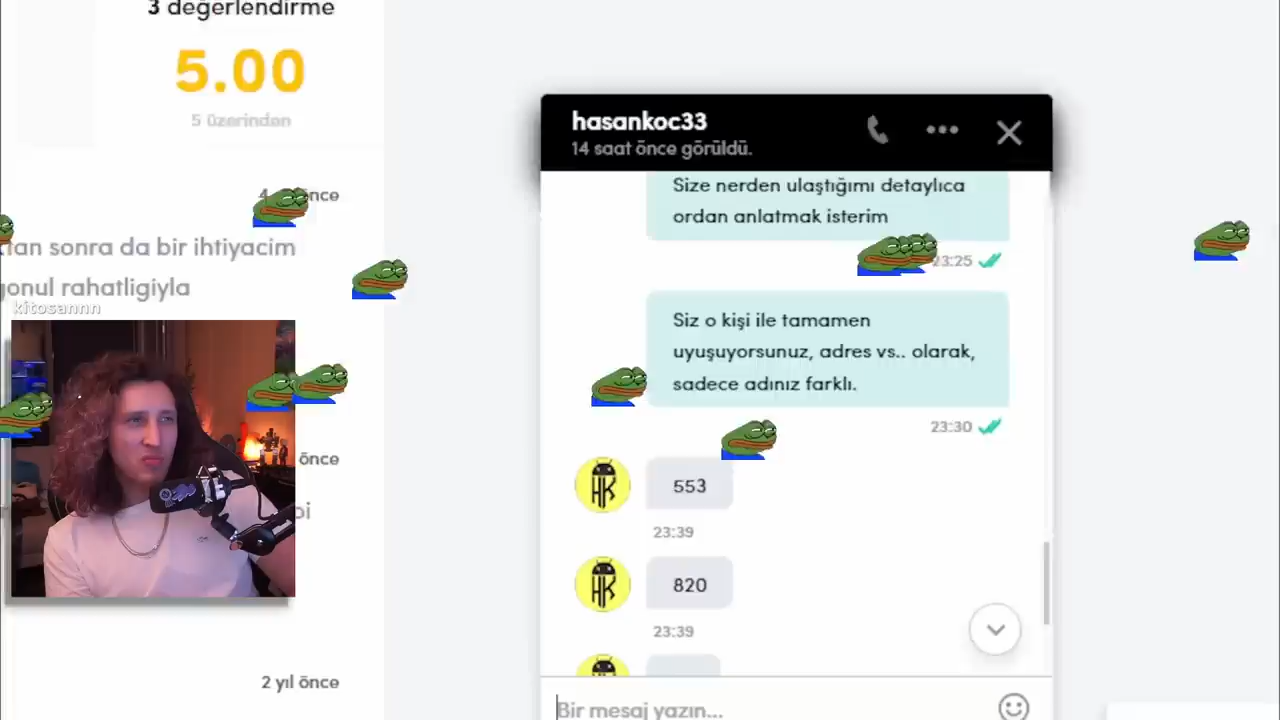 3 değerlendirme
5.00
5 üzerinden
önce
sonra da bir ihtiyacim
gonul rahatligiyla
kitosannn
önce
2 yıl önce
hasankoc33
14 saat önce görüldü.
Size nerden ulaştığımı detaylıca
ordan anlatmak isterim
23:25
Siz o kişi ile tamamen
uyuşuyorsunuz, adres vs.. olarak,
sadece adınız farklı.
23:30
HK
553
23:39
HK
820
23:39
Bir mesaj yazın...